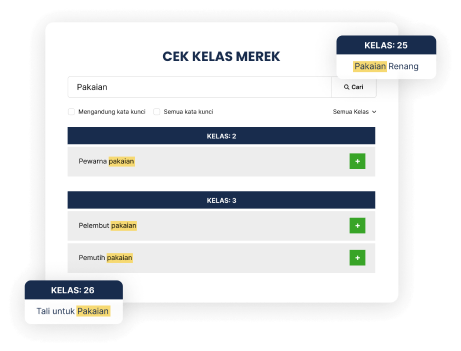 CEK KELAS MEREK
KELAS: 25
Pakaian Renang
Pakaian
Cari
Mengandung kata kunci
Semua kata kunci
Semua Kelas
KELAS: 2
Pewarna pakaian
+
KELAS: 3
Pelembut pakaian
+
Pemutih pakaian
+
KELAS: 26
Tali untuk Pakaian